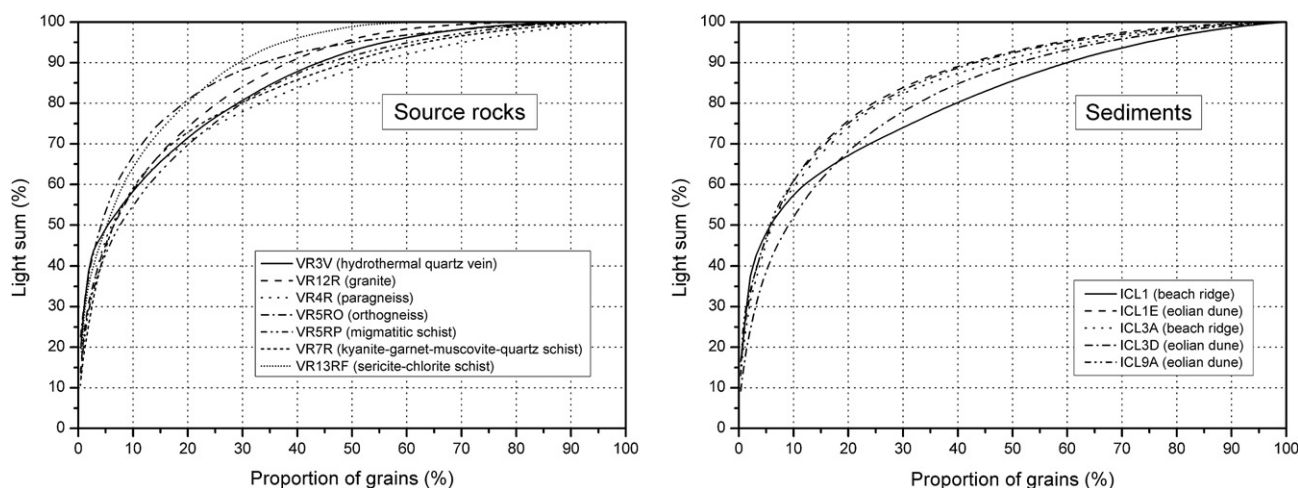 100
90
80
70
60
50
40
30
20
10
0
Light sum (%)
Source rocks
VR3V (hydrothermal quartz vein)
VR12R (granite)
VR4R (paragneiss)
VR5RO (orthogneiss)
VR5RP (migmatitic schist)
VR7R (kyanite-garnet-muscovite-quartz schist)
VR13RF (sericite-chlorite schist)
0 10 20 30 40 50 60 70 80 90 100
Proportion of grains (%)
100
90
80
70
60
50
40
30
20
10
0
Light sum (%)
Sediments
ICL1 (beach ridge)
ICL1E (eolian dune)
ICL3A (beach ridge)
ICL3D (eolian dune)
ICL9A (eolian dune)
0 10 20 30 40 50 60 70 80 90 100
Proportion of grains (%)